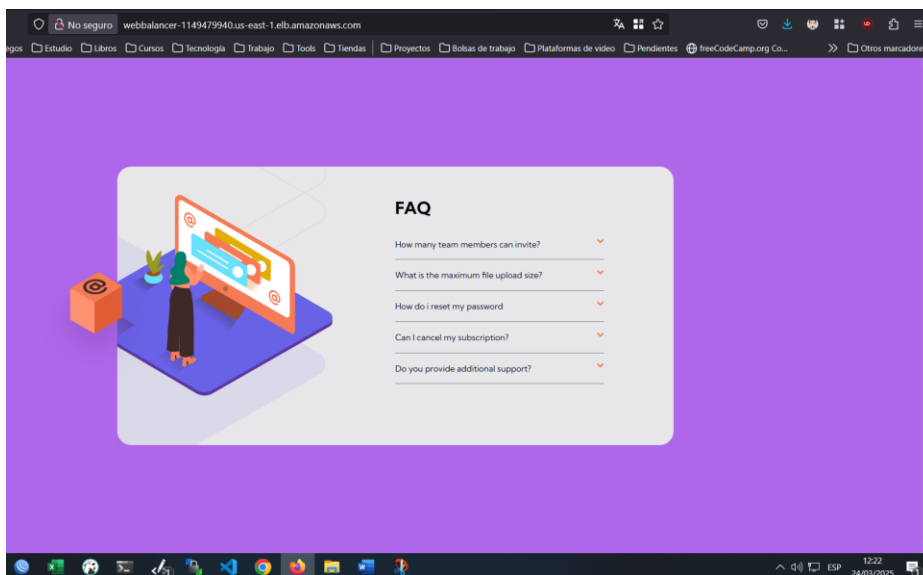 No seguro webbalancer-1149479940.us-east-1.elb.amazonaws.com
egos Estudio Libros Cursos Tecnología Trabajo Tools Tiendas Proyectos Bolsas de trabajo Plataformas de video Pendientes freeCodeCamp.org Co... Otros marcadore
FAQ
How many team members can invite?
What is the maximum file upload size?
How do i reset my password
Can I cancel my subscription?
Do you provide additional support?
@
@
@
12:22
ESP
24/03/2025